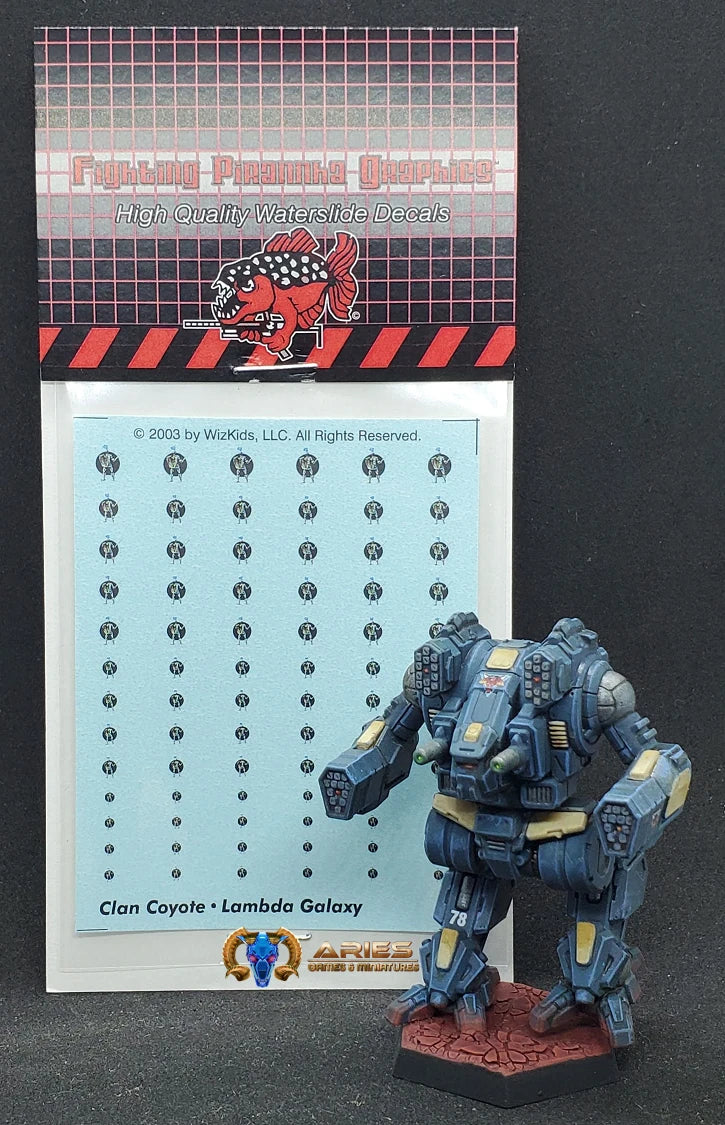 Fighting Piranha Graphics
High Quality Waterslide Decals
©
© 2003 by WizKids, LLC. All Rights Reserved.
Clan Coyote • Lambda Galaxy
78
ARIES
GAMES & MINIATURES